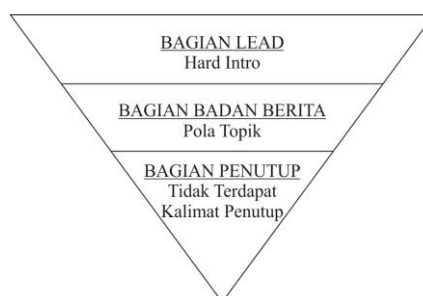 BAGIAN LEAD
Hard Intro
BAGIAN BADAN BERITA
Pola Topik
BAGIAN PENUTUP
Tidak Terdapat
Kalimat Penutup